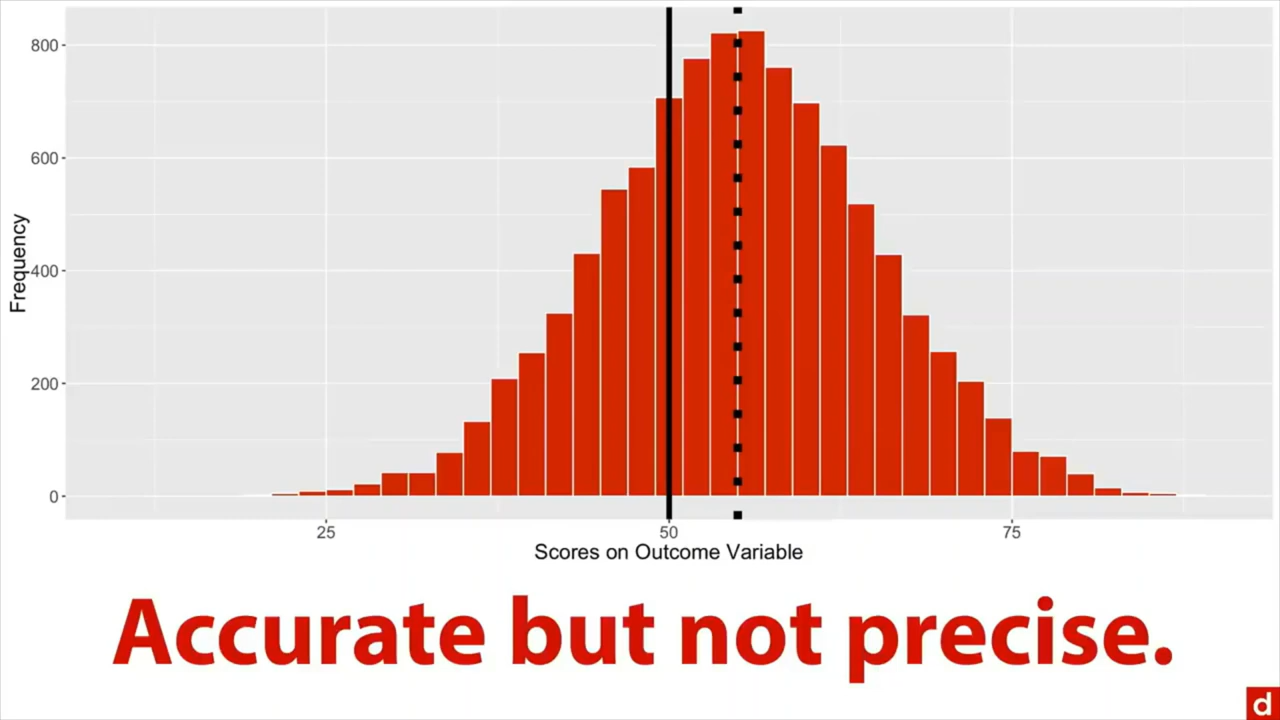 800
600
400
200
0
Frequency
25 50 75
Scores on Outcome Variable
Accurate but not precise.
d